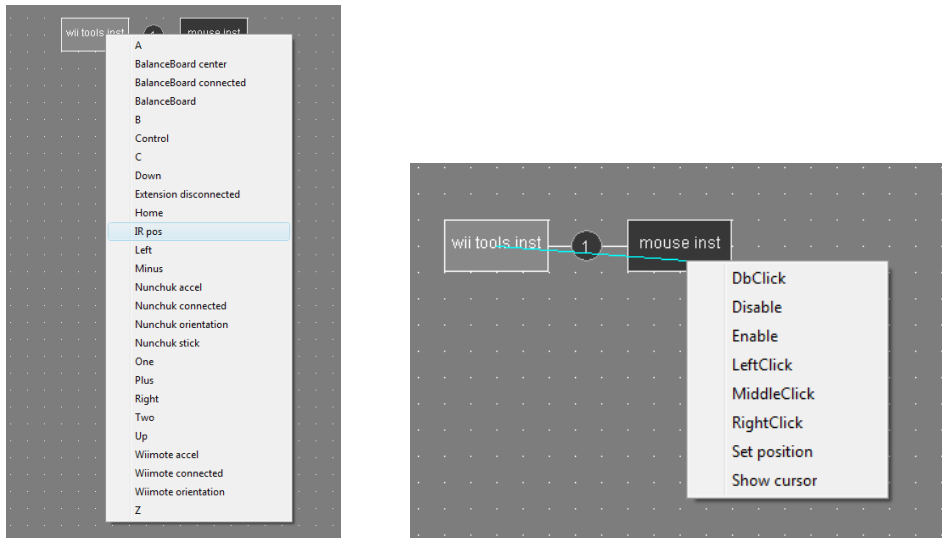 wii tools inst 1 mouse inst
A
BalanceBoard center
BalanceBoard connected
BalanceBoard
B
Control
C
Down
Extension disconnected
Home
IR pos
Left
Minus
Nunchuk accel
Nunchuk connected
Nunchuk orientation
Nunchuk stick
One
Plus
Right
Two
Up
Wiimote accel
Wiimote connected
Wiimote orientation
Z
wii tools inst 1 mouse inst
DbClick
Disable
Enable
LeftClick
MiddleClick
RightClick
Set position
Show cursor